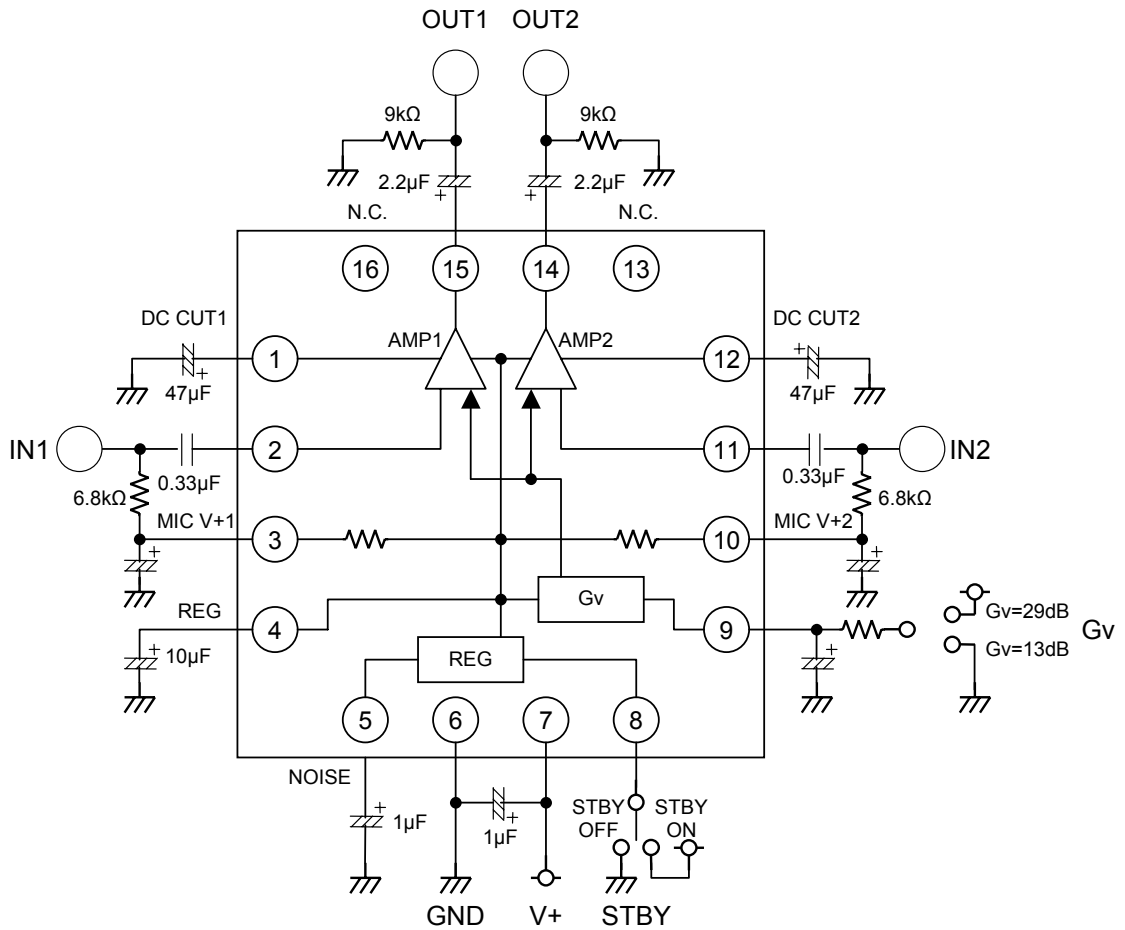 OUT1 OUT2
9kΩ 9kΩ
2.2µF + + 2.2µF
N.C. N.C.
16 15 14 13
DC CUT1 AMP1 AMP2 DC CUT2
1 12
+ 47µF + 47µF
IN1 2 11 IN2
0.33µF 0.33µF
6.8kΩ 6.8kΩ
MIC V+1 3 10 MIC V+2
+ +
REG 4 Gv 9 Gv=29dB Gv
Gv=13dB
+ 10µF REG +
5 6 7 8
NOISE
+ 1µF + 1µF STBY OFF STBY ON
GND V+ STBY